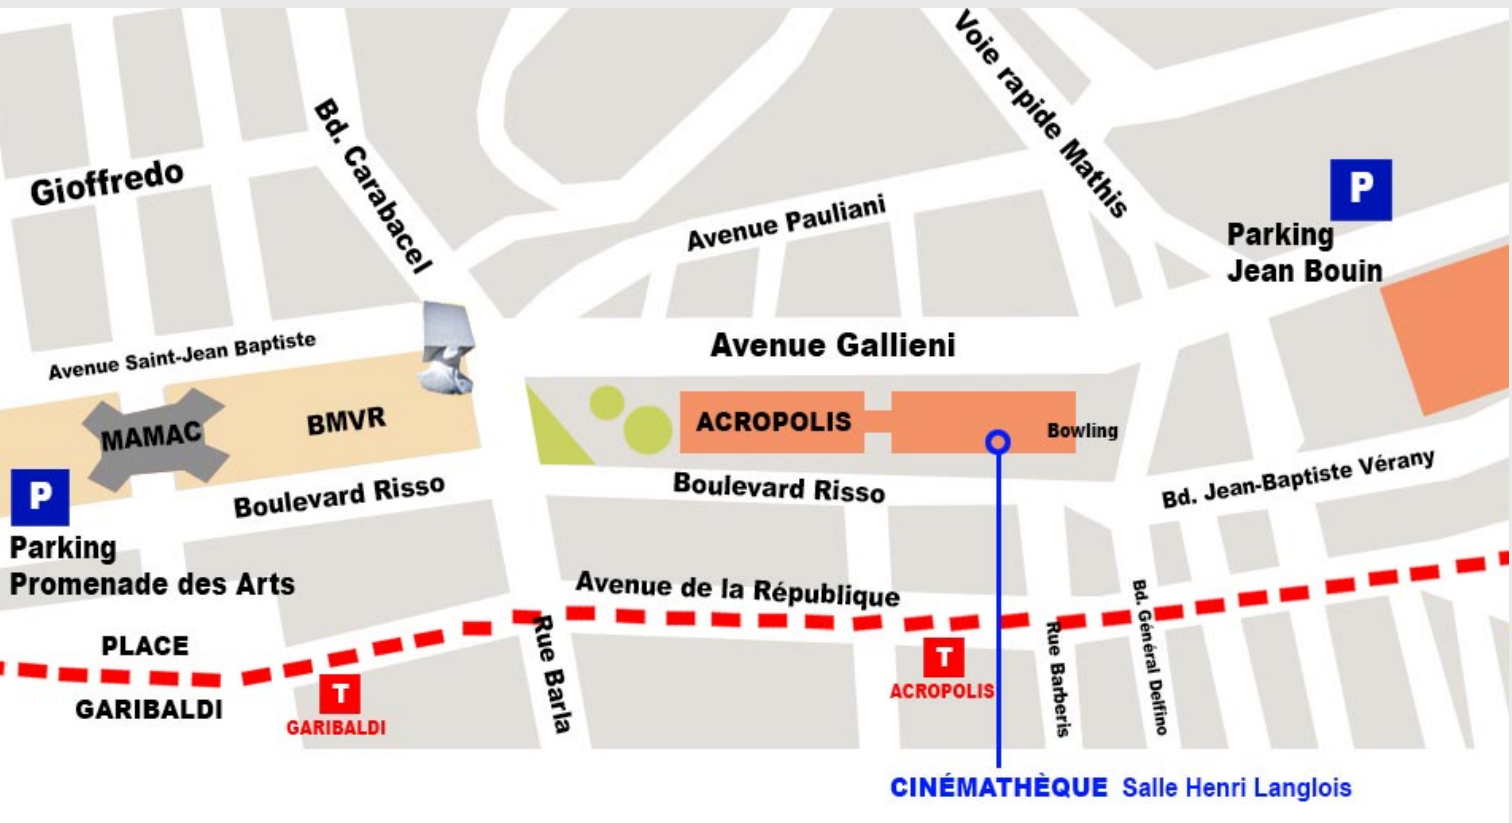 Voie rapide Mathis
Bd. Carabacel
Gioffredo
P
Parking
Jean Bouin
Avenue Pauliani
Avenue Saint-Jean Baptiste
Avenue Gallieni
MAMAC
BMVR
ACROPOLIS
Bowling
P
Parking
Promenade des Arts
Boulevard Risso
Boulevard Risso
Bd. Jean-Baptiste Vérany
Avenue de la République
PLACE
GARIBALDI
T
GARIBALDI
Rue Barla
T
ACROPOLIS
Rue Barberis
Bd. Général Delfino
CINÉMATHÈQUE Salle Henri Langlois